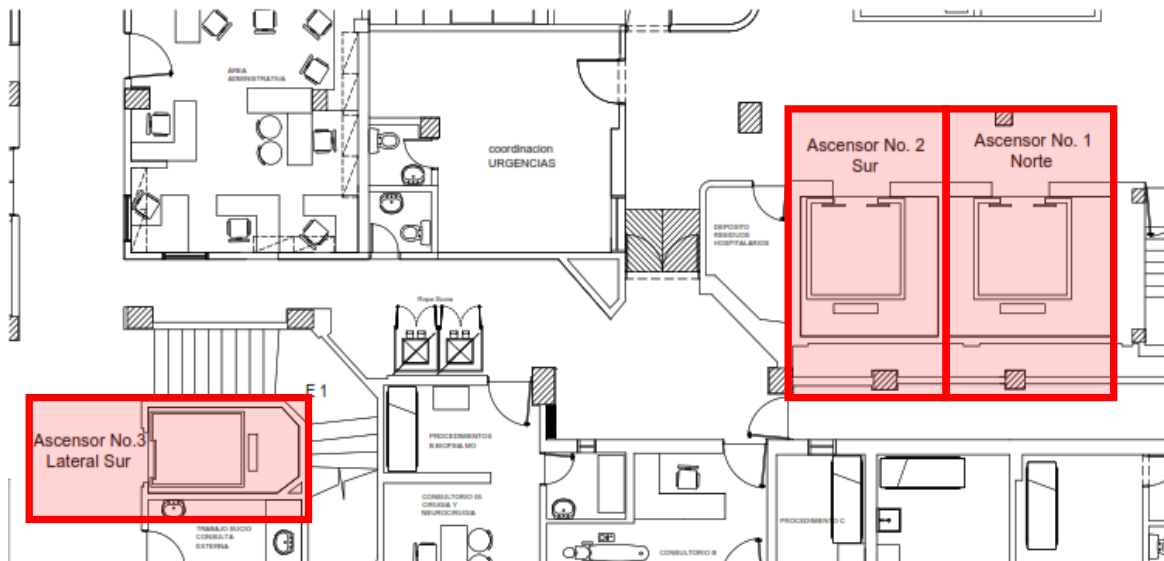 ÁREA
ADMINISTRATIVA
coordinacion
URGENCIAS
Ascensor No. 2
Sur
Ascensor No. 1
Norte
DEPOSITO
RESIDUOS
HOSPITALARIOS
Ropa Sucia
E 1
Ascensor No.3
Lateral Sur
PROCEDIMIENTOS
B BIOPSIA MO
CONSULTORIO 05
CIRUGIA Y
NEUROCIRUGIA
TRABAJO SUCIO
CONSULTA
EXTERNA
CONSULTORIO B
PROCEDIMIENTO C